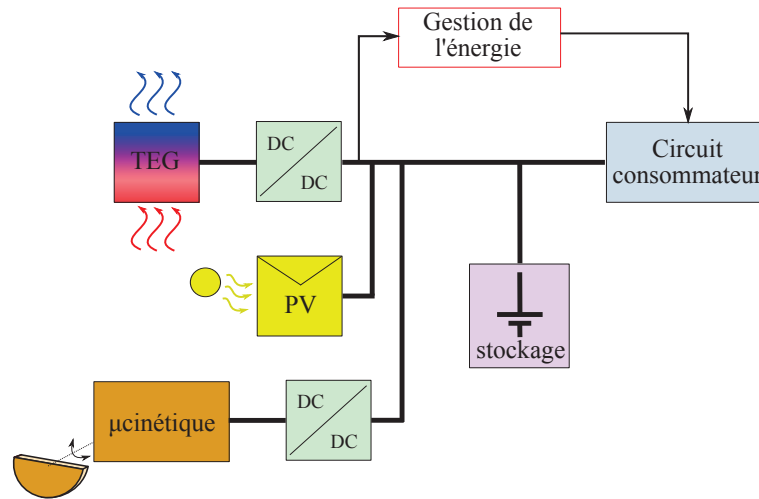 Gestion de
l'énergie
TEG
DC
DC
Circuit
consommateur
PV
stockage
μcinétique
DC
DC